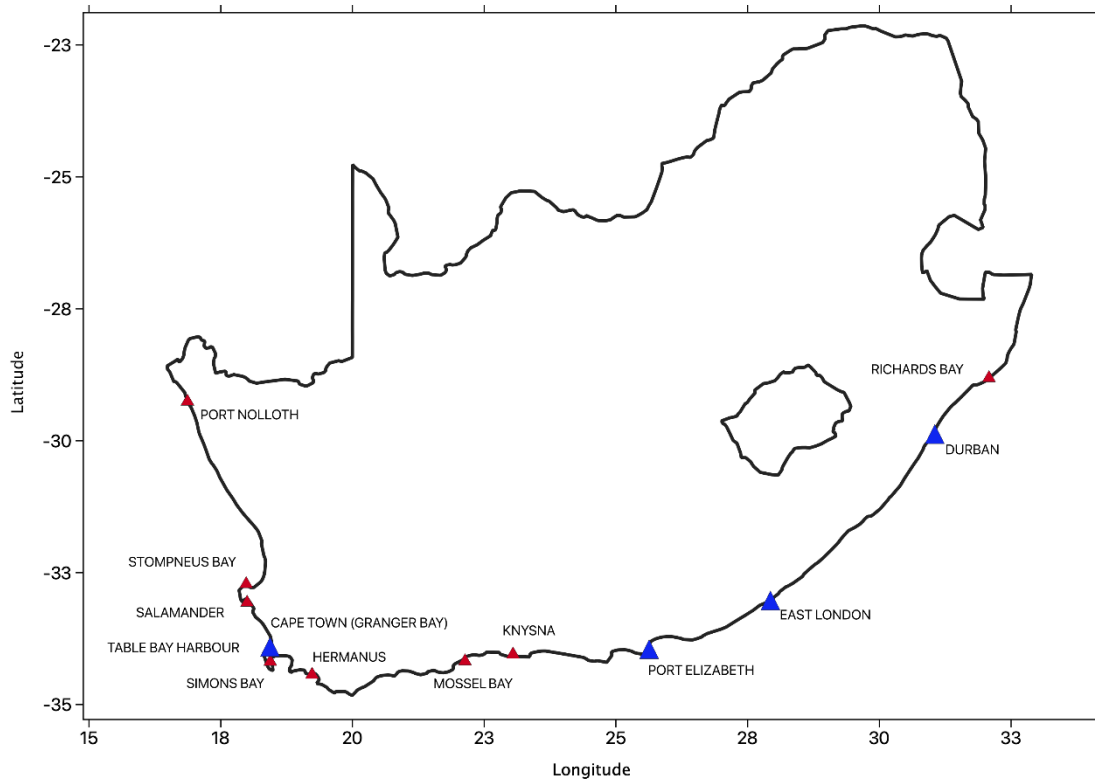 -23
-25
-28
RICHARDS BAY
Latitude
PORT NOLLOTH
-30
DURBAN
STOMPNEUS BAY
-33
SALAMANDER
EAST LONDON
CAPE TOWN (GRANGER BAY)
KNYSNA
TABLE BAY HARBOUR
HERMANUS
PORT ELIZABETH
SIMONS BAY
MOSSEL BAY
-35
15 18 20 23 25 28 30 33
Longitude